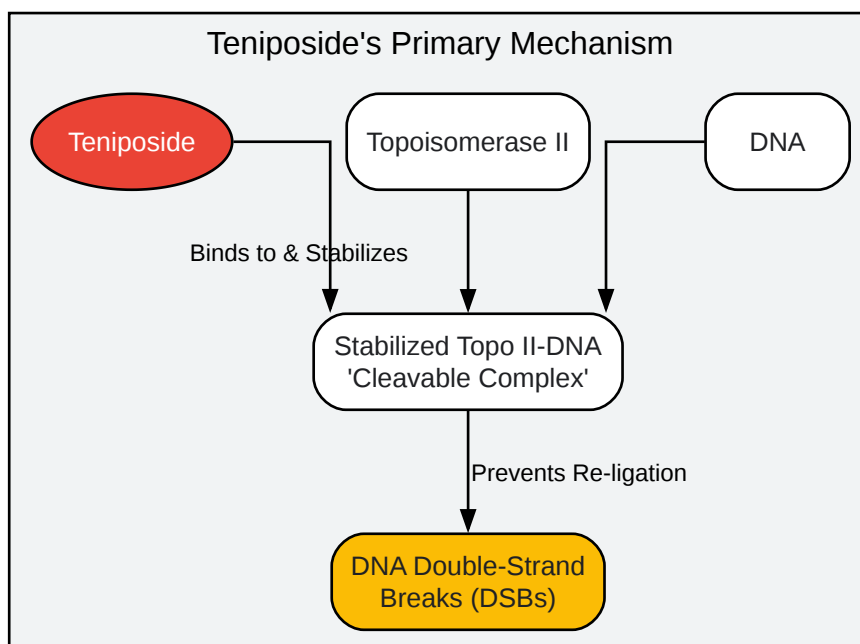 Teniposide's Primary Mechanism
Teniposide
Topoisomerase II
DNA
Binds to & Stabilizes
Stabilized Topo II-DNA
'Cleavable Complex'
Prevents Re-ligation
DNA Double-Strand
Breaks (DSBs)